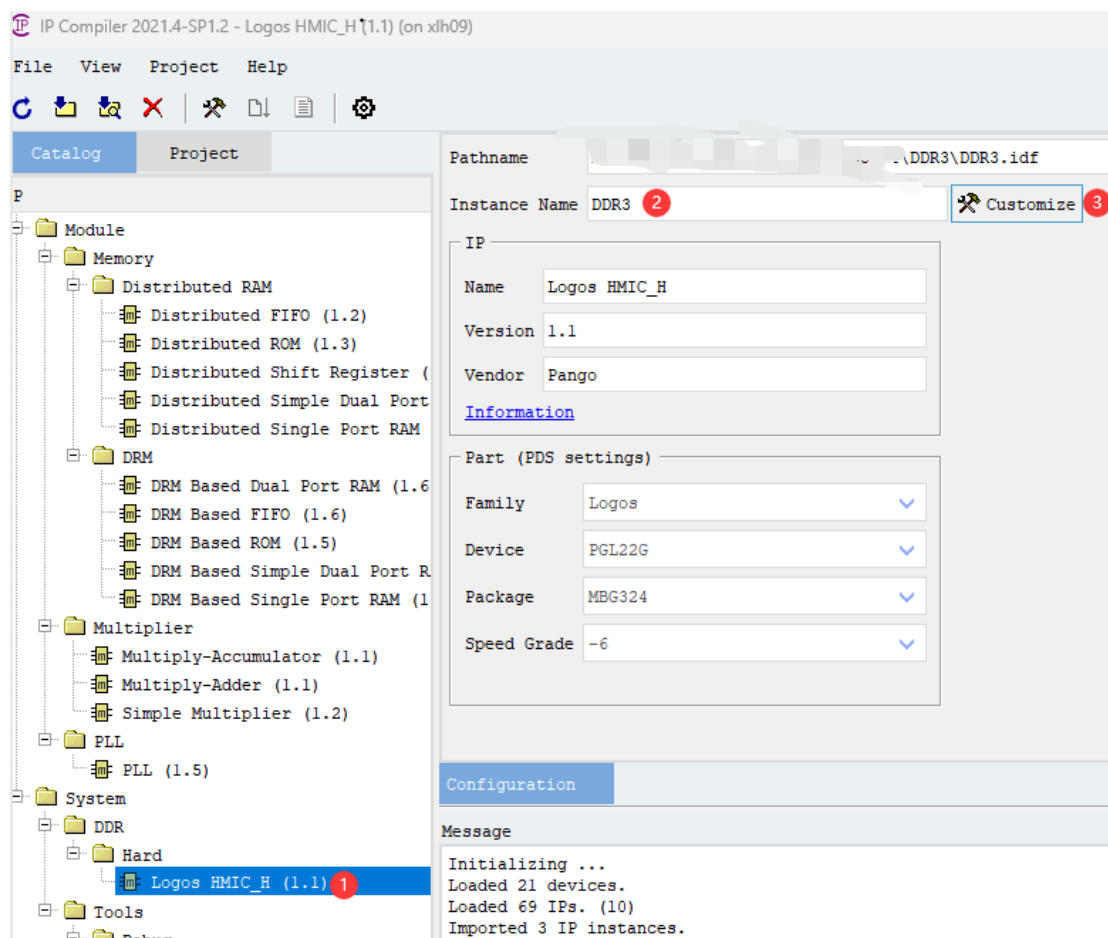 IP Compiler 2021.4-SP1.2 - Logos HMIC_H (1.1) (on xlh09)
File View Project Help
Catalog Project
P
Module
Memory
Distributed RAM
Distributed FIFO (1.2)
Distributed ROM (1.3)
Distributed Shift Register (
Distributed Simple Dual Port
Distributed Single Port RAM
DRM
DRM Based Dual Port RAM (1.6
DRM Based FIFO (1.6)
DRM Based ROM (1.5)
DRM Based Simple Dual Port R
DRM Based Single Port RAM (1
Multiplier
Multiply-Accumulator (1.1)
Multiply-Adder (1.1)
Simple Multiplier (1.2)
PLL
PLL (1.5)
System
DDR
Hard
Logos HMIC_H (1.1) 1
Tools
Pathname \DDR3\DDR3.idf
Instance Name DDR3 2 Customize 3
IP
Name Logos HMIC_H
Version 1.1
Vendor Pango
Information
Part (PDS settings)
Family Logos
Device PGL22G
Package MBG324
Speed Grade -6
Configuration
Message
Initializing ...
Loaded 21 devices.
Loaded 69 IPs. (10)
Imported 3 IP instances.